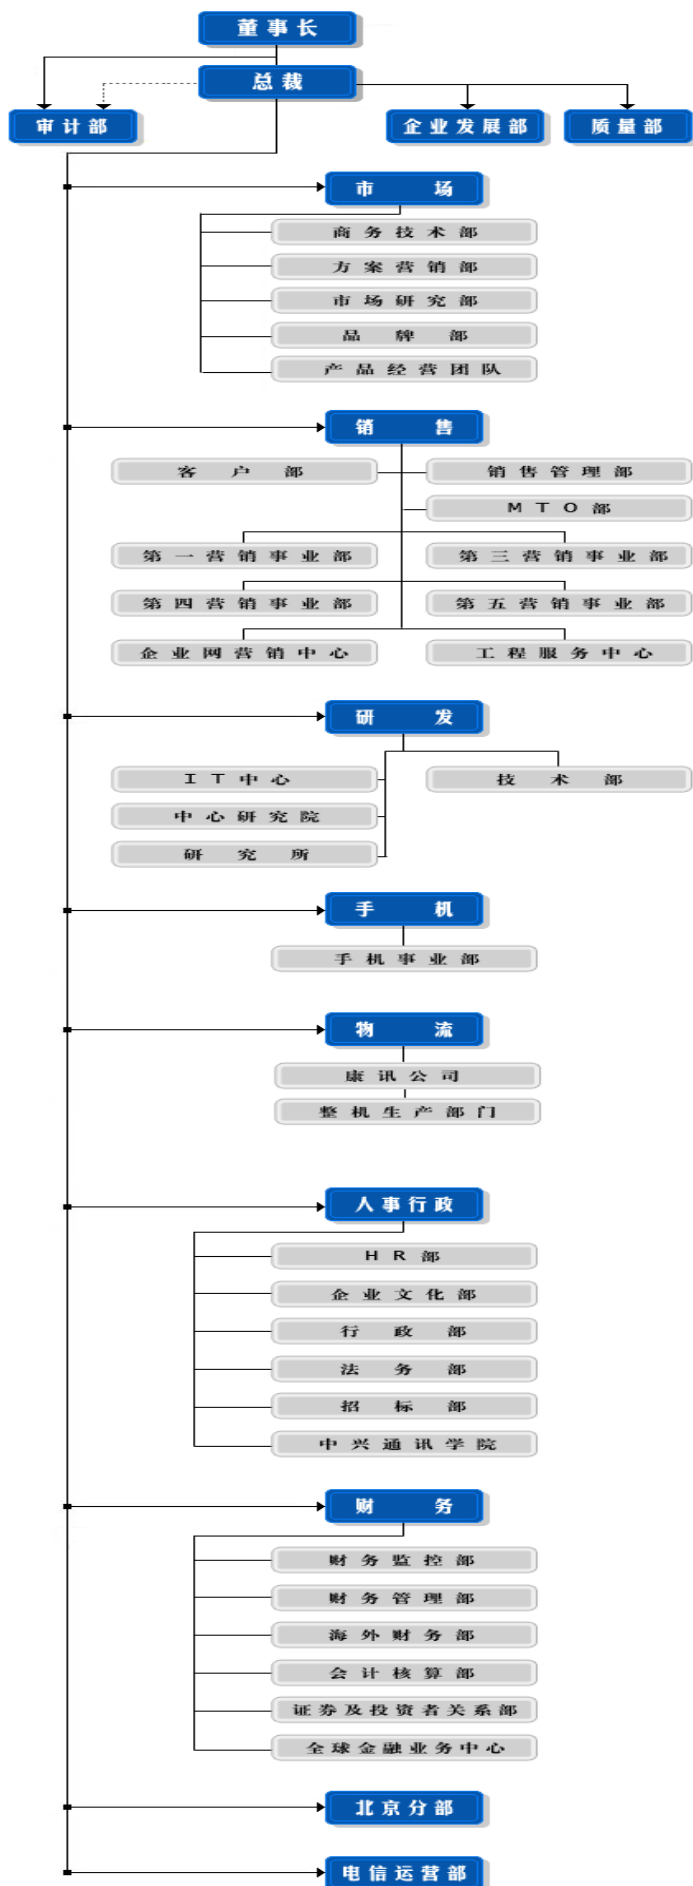 董事长
总裁
审计部 企业发展部 质量部
市场
商务技术部
方案营销部
市场研究部
品牌部
产品经营团队
销售
客户部 销售管理部
MTO部
第一营销事业部 第三营销事业部
第四营销事业部 第五营销事业部
企业网营销中心 工程服务中心
研发
IT中心 技术部
中心研究院
研究所
手机
手机事业部
物流
康讯公司
整机生产部门
人事行政
HR部
企业文化部
行政部
法务部
招标部
中兴通讯学院
财务
财务监控部
财务管理部
海外财务部
会计核算部
证券及投资者关系部
全球金融业务中心
北京分部
电信运营部